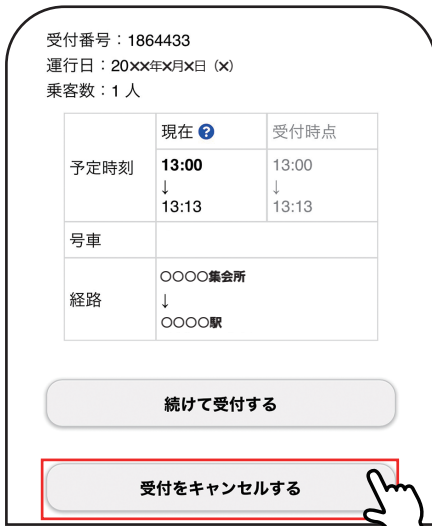 受付番号：1864433
運行日：20××年×月×日（×）
乗客数：1 人
現在 ? 受付時点
予定時刻
13:00 13:00
↓ ↓
13:13 13:13
号車
経路
○○○○集会所
↓
○○○○駅
続けて受付する
受付をキャンセルする